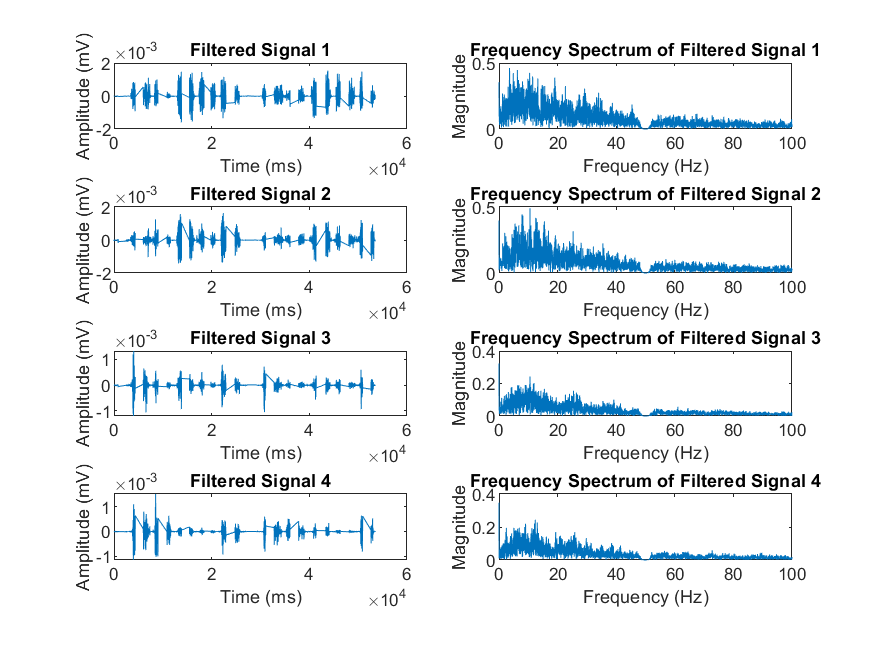 Filtered Signal 1
×10⁻³
Amplitude (mV)
2
0
-2
0 2 4 6
Time (ms)
×10⁴
Frequency Spectrum of Filtered Signal 1
Magnitude
0.5
0
0 20 40 60 80 100
Frequency (Hz)
Filtered Signal 2
×10⁻³
Amplitude (mV)
2
0
-2
0 2 4 6
Time (ms)
×10⁴
Frequency Spectrum of Filtered Signal 2
Magnitude
0.5
0
0 20 40 60 80 100
Frequency (Hz)
Filtered Signal 3
×10⁻³
Amplitude (mV)
1
0
-1
0 2 4 6
Time (ms)
×10⁴
Frequency Spectrum of Filtered Signal 3
Magnitude
0.4
0.2
0
0 20 40 60 80 100
Frequency (Hz)
Filtered Signal 4
×10⁻³
Amplitude (mV)
1
0
-1
0 2 4 6
Time (ms)
×10⁴
Frequency Spectrum of Filtered Signal 4
Magnitude
0.4
0.2
0
0 20 40 60 80 100
Frequency (Hz)